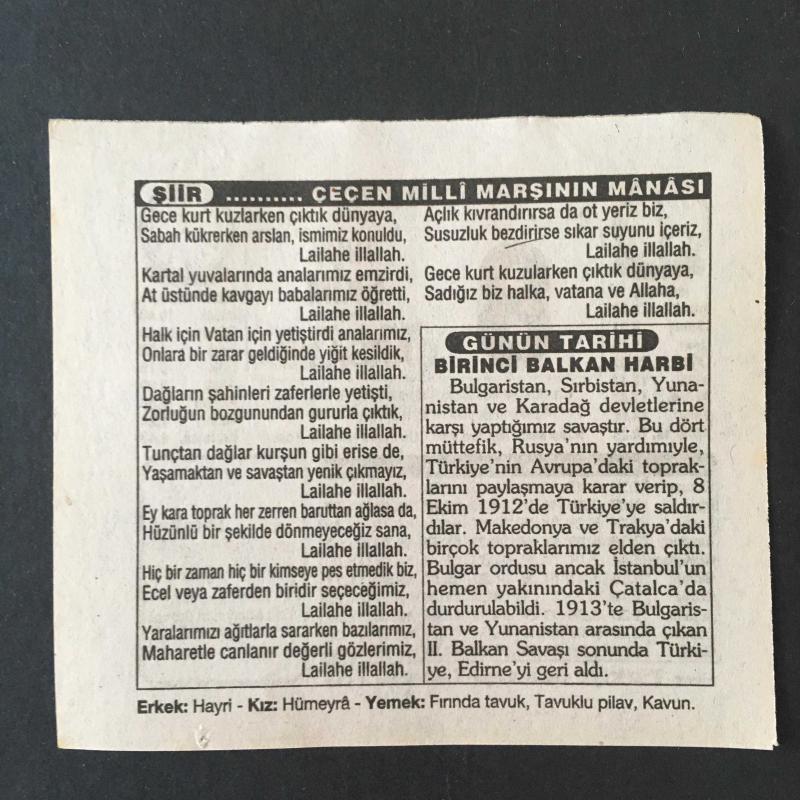 ŞİİR .......... ÇEÇEN MİLLÎ MARŞININ MÂNÂSI
Gece kurt kuzlarken çıktık dünyaya,
Sabah kükrerken arslan, ismimiz konuldu,
Lailahe illallah.
Kartal yuvalarında analarımız emzirdi,
At üstünde kavgayı babalarımız öğretti,
Lailahe illallah.
Halk için Vatan için yetiştirdi analarımız,
Onlara bir zarar geldiğinde yiğit kesildik,
Lailahe illallah.
Dağların şahinleri zaferlerle yetişti,
Zorluğun bozgunundan gururla çıktık,
Lailahe illallah.
Tunçtan dağlar kurşun gibi erise de,
Yaşamaktan ve savaştan yenik çıkmayız,
Lailahe illallah.
Ey kara toprak her zerren baruttan ağlasa da,
Hüzünlü bir şekilde dönmeyeceğiz sana,
Lailahe illallah.
Hiç bir zaman hiç bir kimseye pes etmedik biz,
Ecel veya zaferden biridir seçeceğimiz,
Lailahe illallah.
Yaralarımızı ağıtlarla sararken bazılarımız,
Maharetle canlanır değerli gözlerimiz,
Lailahe illallah.
Açlık kıvrandırırsa da ot yeriz biz,
Susuzluk bezdirirse sıkar suyunu içeriz,
Lailahe illallah.
Gece kurt kuzularken çıktık dünyaya,
Sadığız biz halka, vatana ve Allaha,
Lailahe illallah.
GÜNÜN TARİHİ
BİRİNCİ BALKAN HARBİ
Bulgaristan, Sırbistan, Yuna-
nistan ve Karadağ devletlerine
karşı yaptığımız savaştır. Bu dört
müttefik, Rusya'nın yardımıyle,
Türkiye'nin Avrupa'daki toprak-
larını paylaşmaya karar verip, 8
Ekim 1912'de Türkiye'ye saldır-
dılar. Makedonya ve Trakya'daki
birçok topraklarımız elden çıktı.
Bulgar ordusu ancak İstanbul'un
hemen yakınındaki Çatalca'da
durdurulabildi. 1913'te Bulgaris-
tan ve Yunanistan arasında çıkan
II. Balkan Savaşı sonunda Türki-
ye, Edirne'yi geri aldı.
Erkek: Hayri - Kız: Hümeyrâ - Yemek: Fırında tavuk, Tavuklu pilav, Kavun.